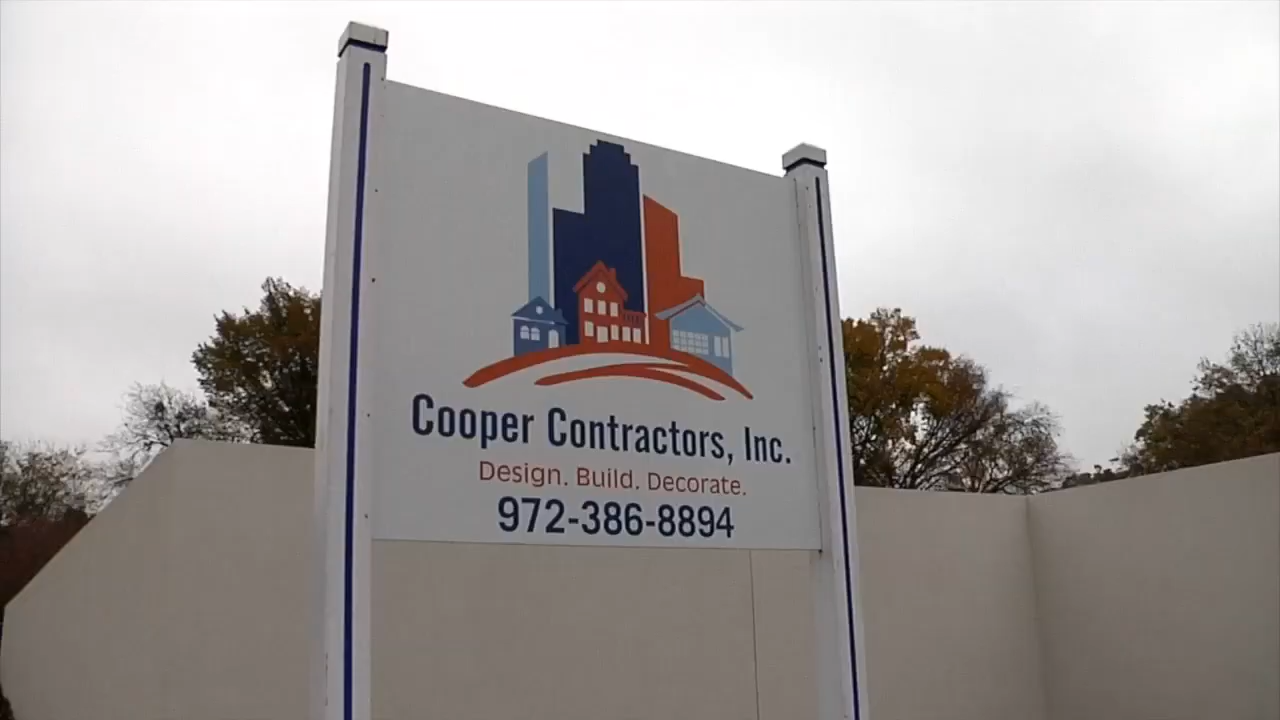 Cooper Contractors, Inc.
Design. Build. Decorate.
972-386-8894